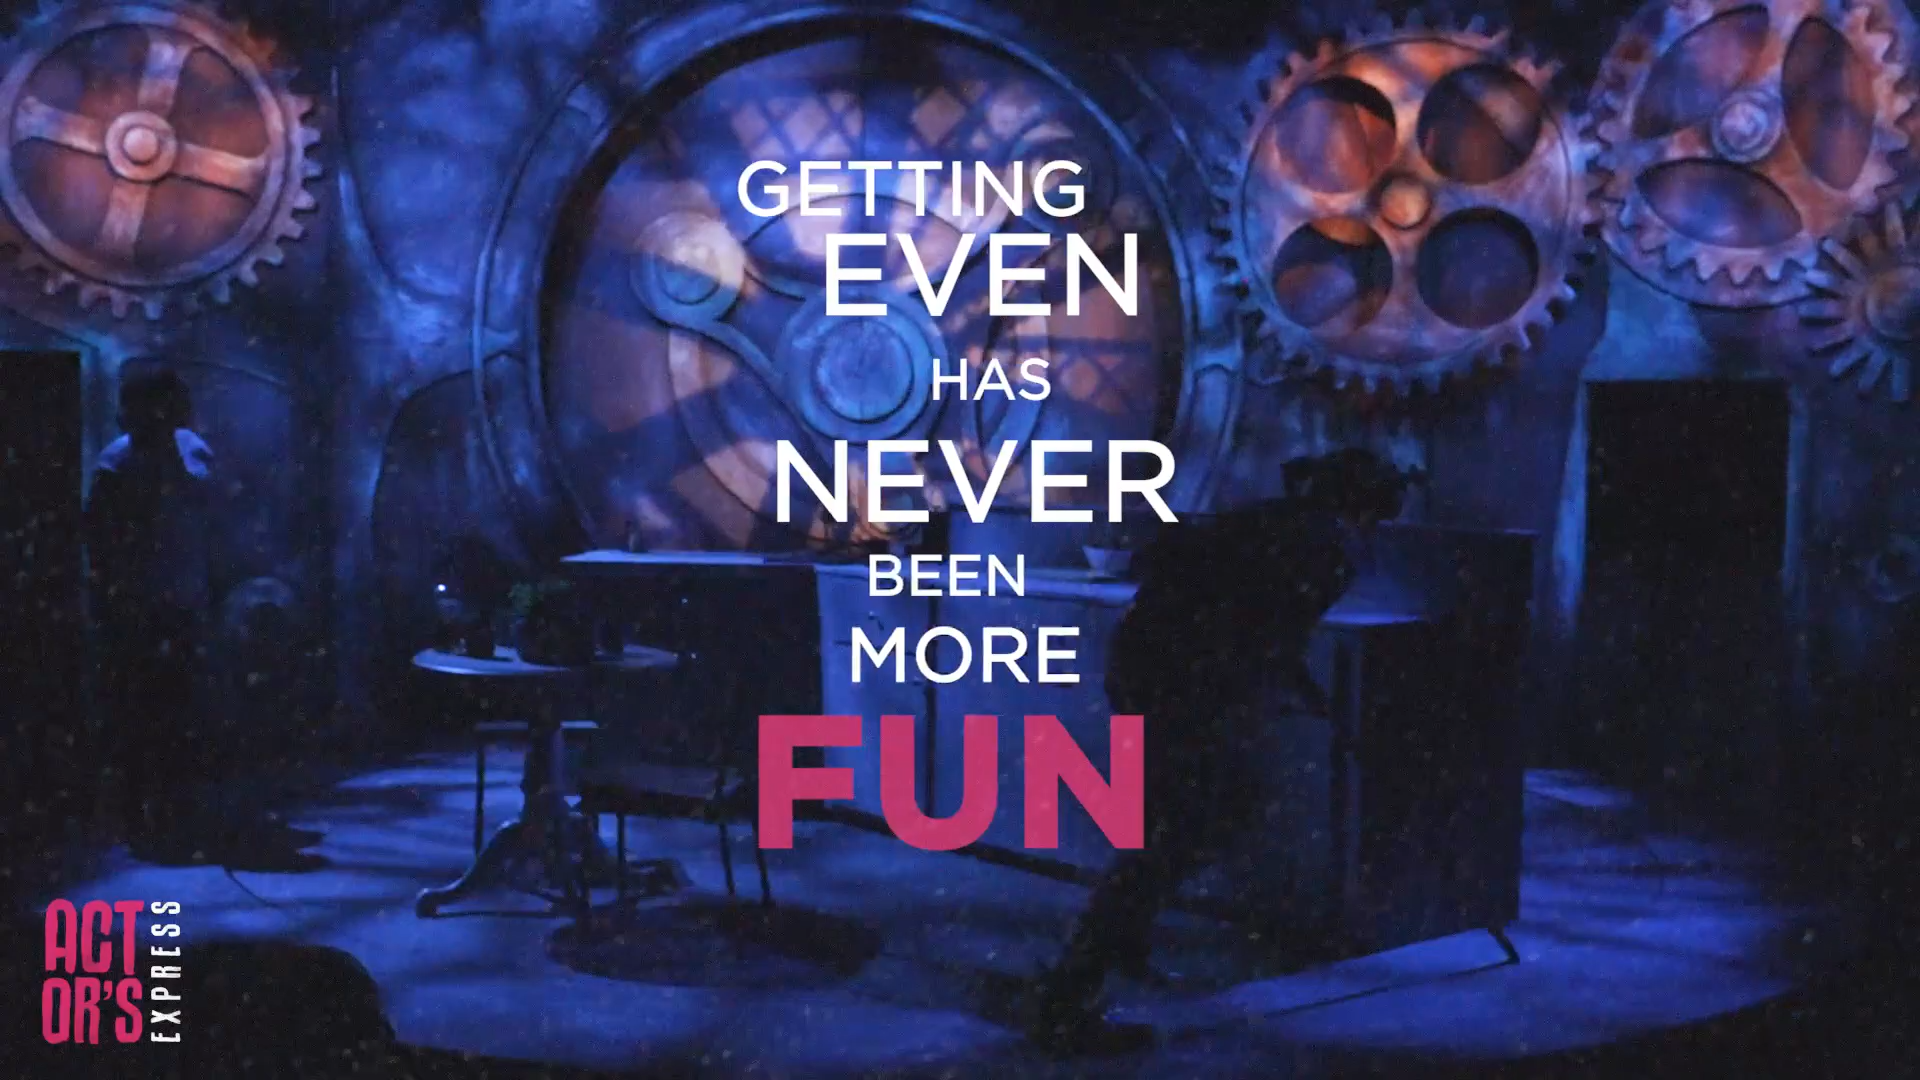 GETTING
EVEN
HAS
NEVER
BEEN
MORE
FUN
ACT
OR'S
EXPRESS